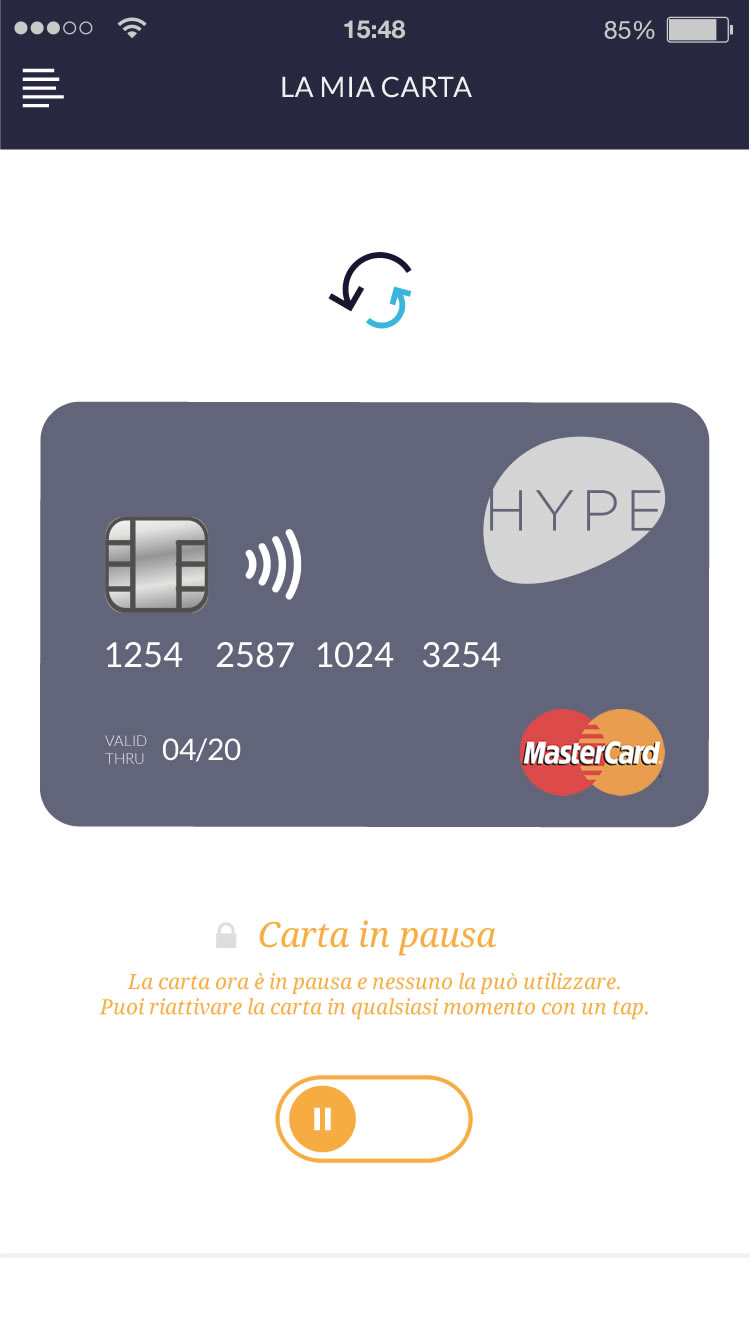 15:48
85%
LA MIA CARTA
HYPE
1254 2587 1024 3254
VALID
THRU 04/20
MasterCard
Carta in pausa
La carta ora è in pausa e nessuno la può utilizzare.
Puoi riattivare la carta in qualsiasi momento con un tap.